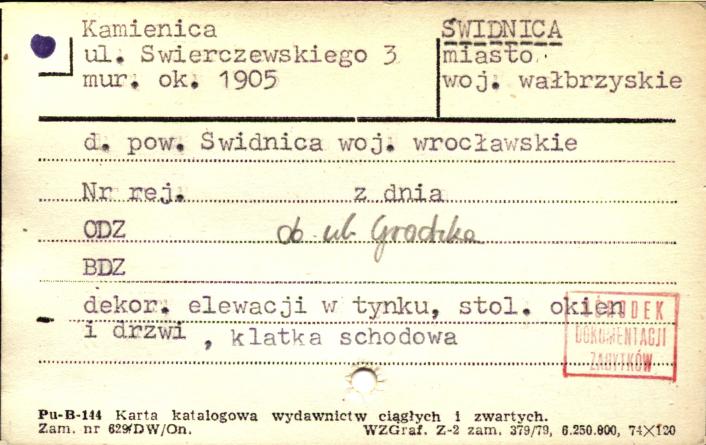 Kamienica
ul. Swierczewskiego 3
mur. ok. 1905
SWIDNICA
miasto
woj. wałbrzyskie
d. pow. Swidnica woj. wrocławskie
Nr rej. z dnia
ODZ ob ul. Grodzka
BDZ
dekor. elewacji w tynku, stol. okien
i drzwi , klatka schodowa
OŚRODEK
DOKUMENTACJI
ZABYTKÓW
Pu-B-144 Karta katalogowa wydawnictw ciągłych i zwartych.
Zam. nr 629/DW/On. WZGraf. Z-2 zam. 379/79, 6.250.000, 74×120